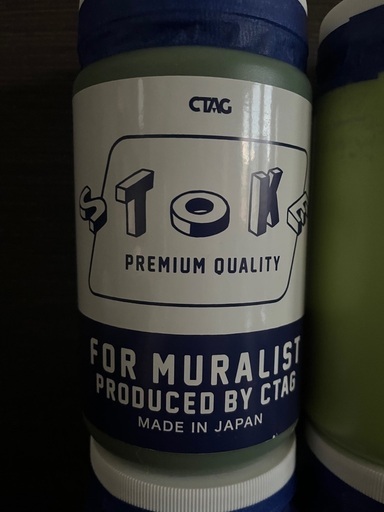 CTAG
STOKE
PREMIUM QUALITY
FOR MURALIST
PRODUCED BY CTAG
MADE IN JAPAN